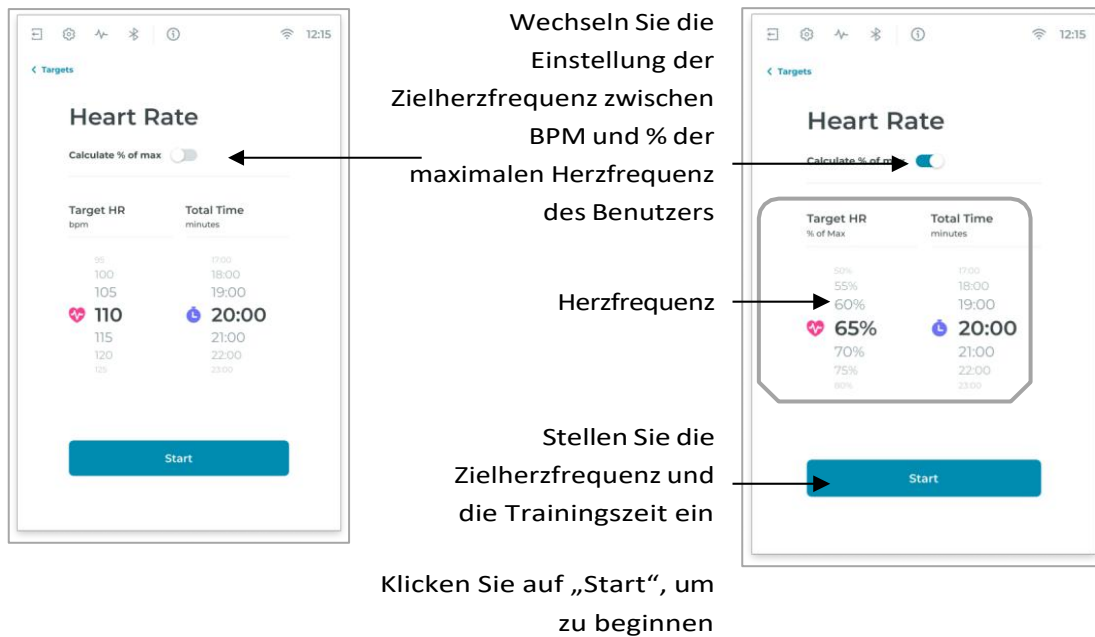 12:15
Targets
Heart Rate
Calculate % of max
Target HR Total Time
bpm minutes
95 17:00
100 18:00
105 19:00
110 20:00
115 21:00
120 22:00
125 23:00
Start
Wechseln Sie die
Einstellung der
Zielherzfrequenz zwischen
BPM und % der
maximalen Herzfrequenz
des Benutzers
Herzfrequenz
Stellen Sie die
Zielherzfrequenz und
die Trainingszeit ein
Klicken Sie auf „Start“, um
zu beginnen
12:15
Targets
Heart Rate
Calculate % of max
Target HR Total Time
% of Max minutes
50% 17:00
55% 18:00
60% 19:00
65% 20:00
70% 21:00
75% 22:00
80% 23:00
Start